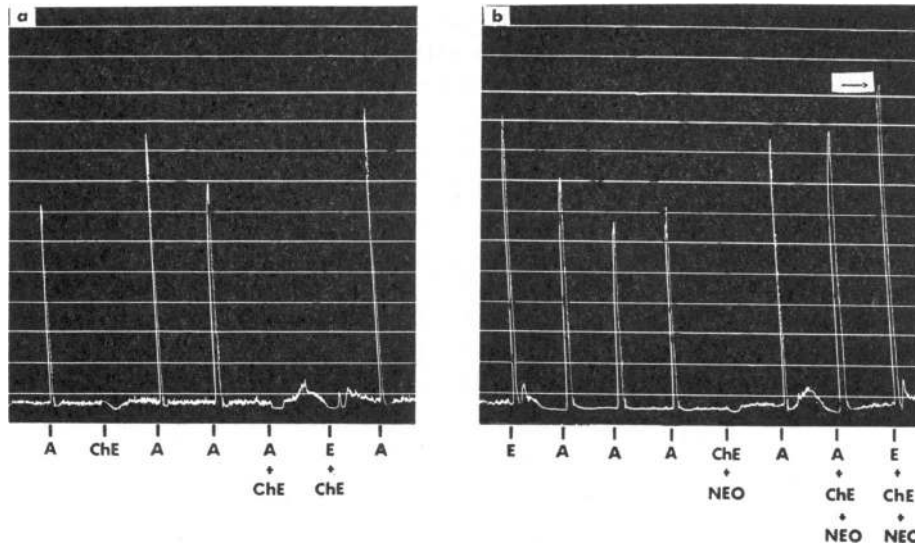 a
b
A ChE A A A E A
+ +
ChE ChE
E A A A ChE A A E
+ + +
NEO ChE ChE
+ +
NEO NEO